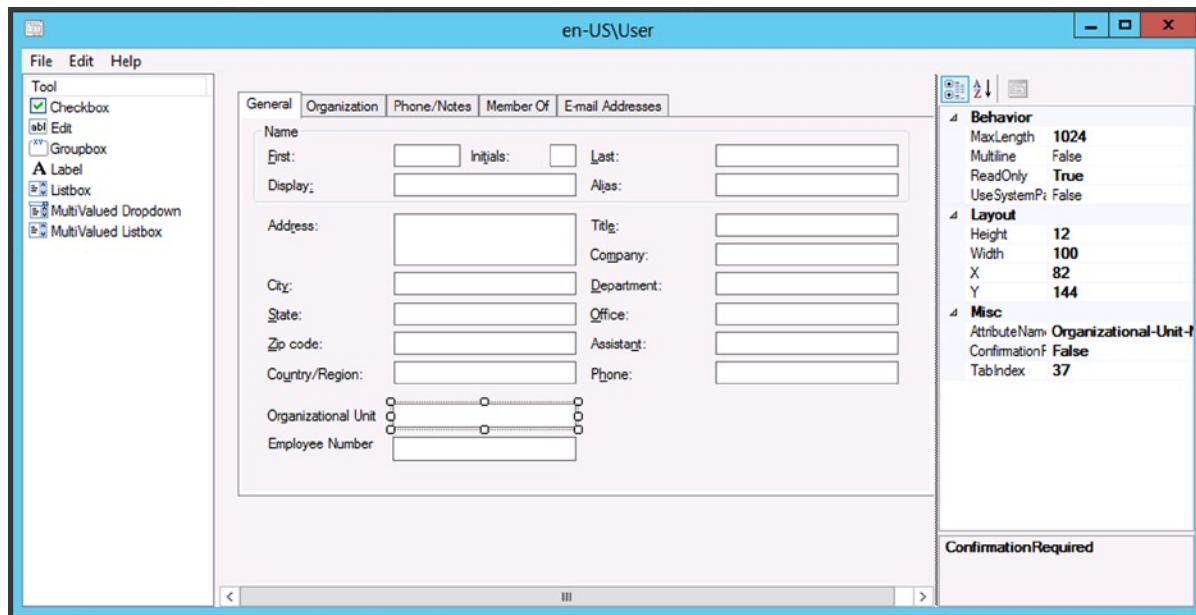 en-US\User
File Edit Help
Tool
Checkbox
abl Edit
XY Groupbox
A Label
Listbox
MultiValued Dropdown
MultiValued Listbox
General Organization Phone/Notes Member Of E-mail Addresses
Name
First: Initials: Last:
Display: Alias:
Address: Title:
Company:
City: Department:
State: Office:
Zip code: Assistant:
Country/Region: Phone:
Organizational Unit
Employee Number
Behavior
MaxLength 1024
Multiline False
ReadOnly True
UseSystemPa False
Layout
Height 12
Width 100
X 82
Y 144
Misc
AttributeName Organizational-Unit-N
ConfirmationF False
TabIndex 37
ConfirmationRequired